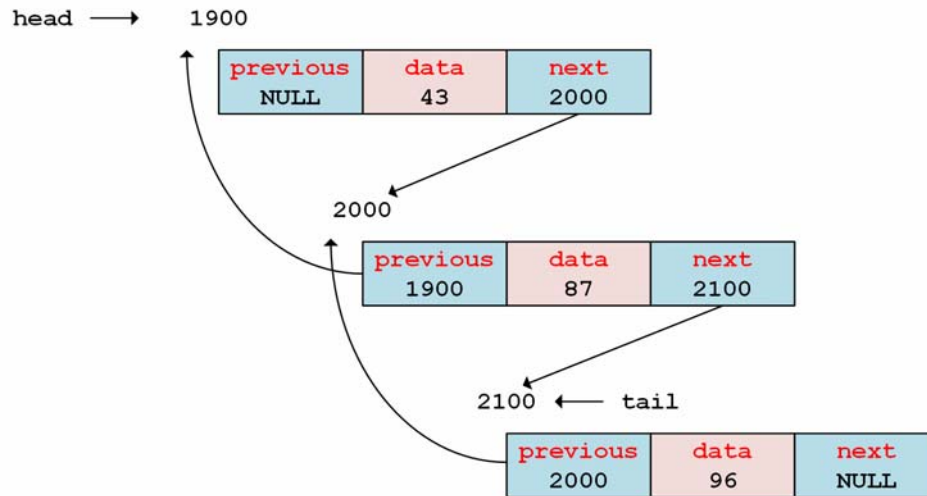 head 1900
previous data next
NULL 43 2000
2000
previous data next
1900 87 2100
2100 tail
previous data next
2000 96 NULL